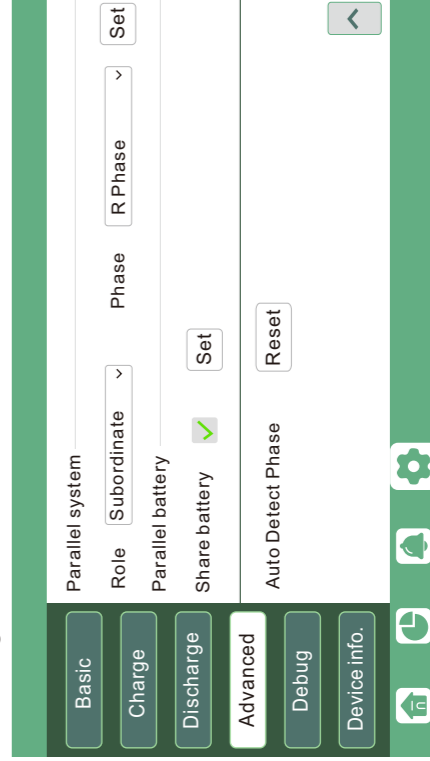 Basic
Charge
Discharge
Advanced
Debug
Device info.
Parallel system
Role Subordinate Phase R Phase Set
Parallel battery
Share battery Set
Auto Detect Phase Reset